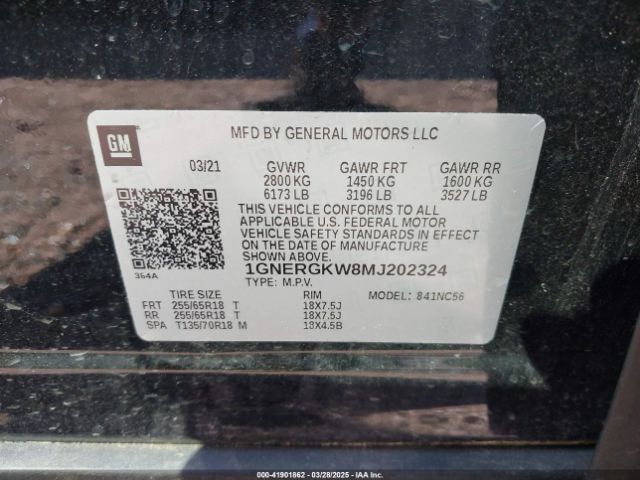 GM
MFD BY GENERAL MOTORS LLC
03/21 GVWR GAWR FRT GAWR RR
2800 KG 1450 KG 1600 KG
6173 LB 3196 LB 3527 LB
THIS VEHICLE CONFORMS TO ALL
APPLICABLE U.S. FEDERAL MOTOR
VEHICLE SAFETY STANDARDS IN EFFECT
ON THE DATE OF MANUFACTURE
SHOWN ABOVE.
364A
1GNERGKW8MJ202324
TYPE: M.P.V.
TIRE SIZE RIM MODEL: 841NC56
FRT 255/65R18 T 18X7.5J
RR 255/65R18 T 18X7.5J
SPA T135/70R18 M 18X4.5B
000-41901862 - 03/28/2025 - IAA Inc.